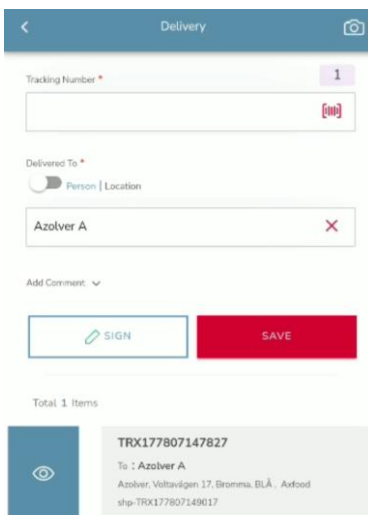 Delivery
Tracking Number *
1
Delivered To *
Person | Location
Azolver A
Add Comment
SIGN
SAVE
Total 1 Items
TRX177807147827
To : Azolver A
Azolver, Voltavägen 17, Bromma, BLÅ , Axfood
shp-TRX177807149017